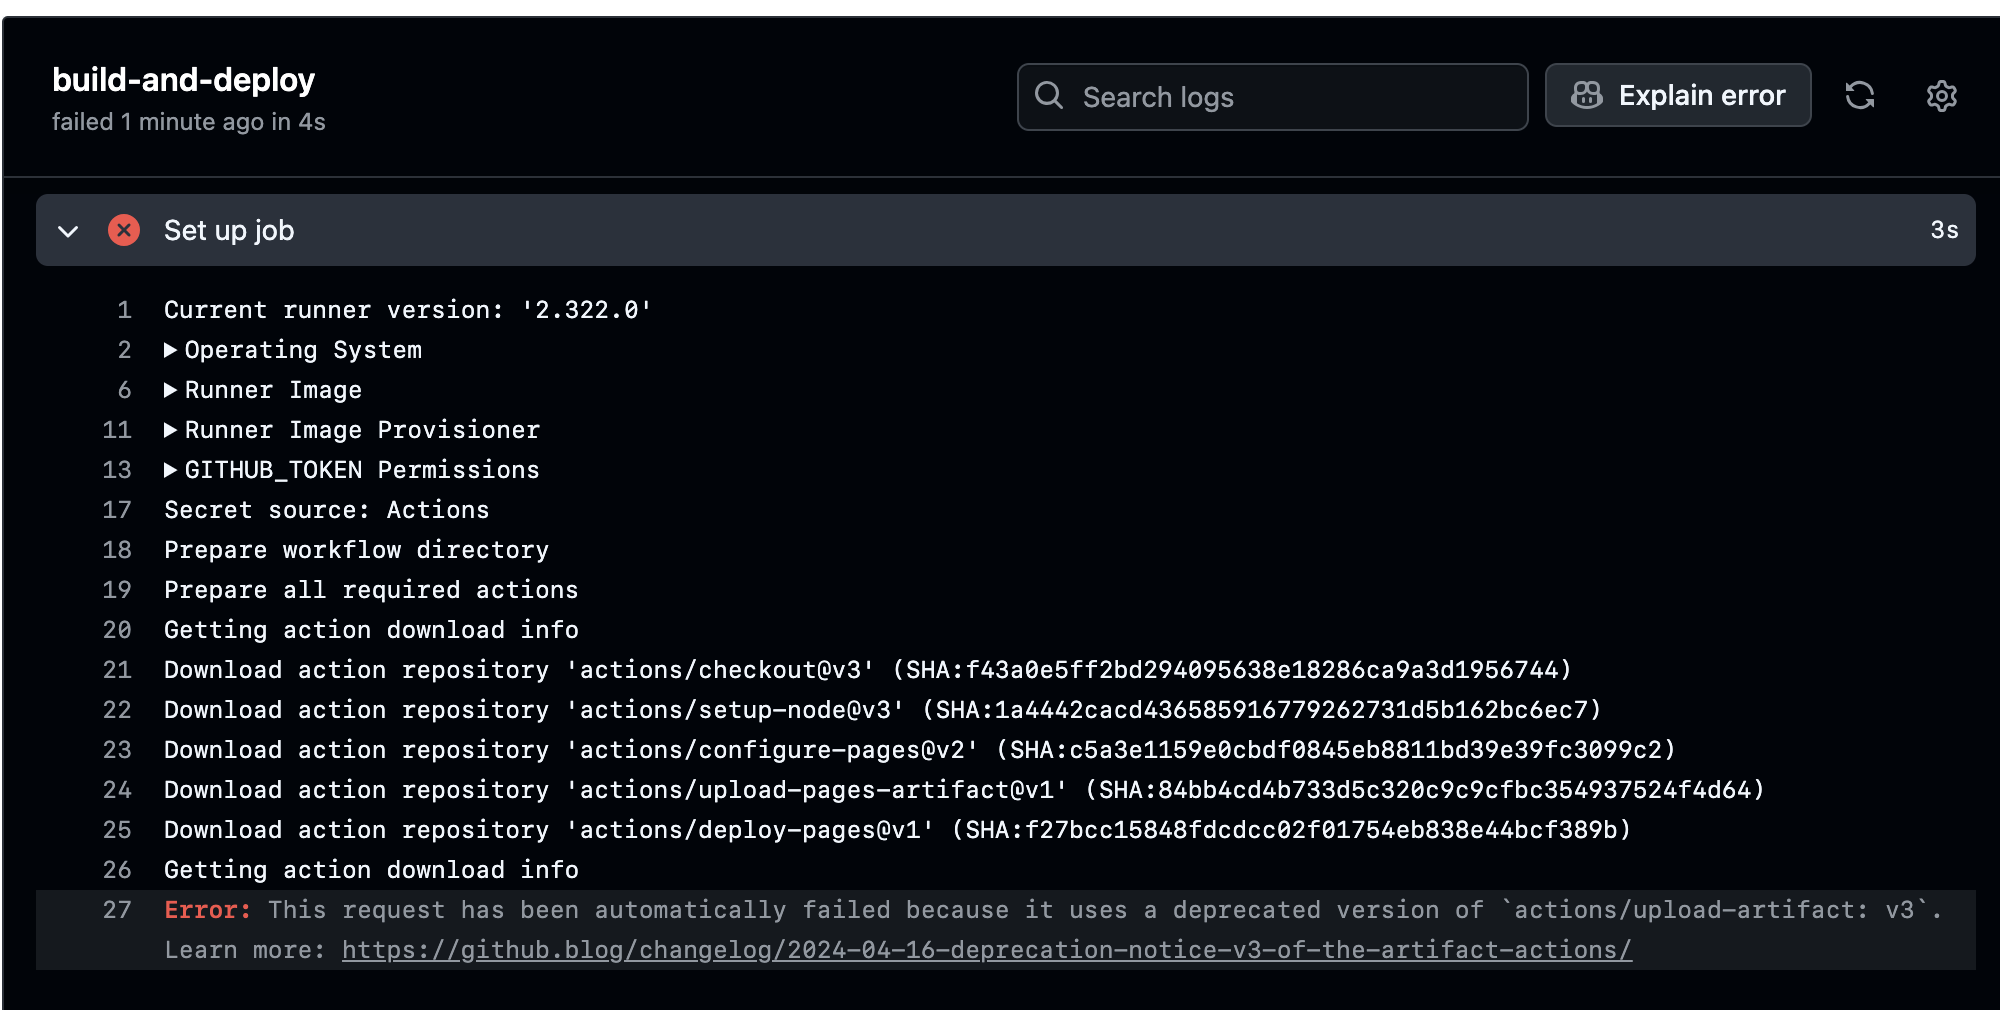 build-and-deploy
failed 1 minute ago in 4s
Search logs
Explain error
Set up job
3s
1 Current runner version: '2.322.0'
2 ▶ Operating System
6 ▶ Runner Image
11 ▶ Runner Image Provisioner
13 ▶ GITHUB_TOKEN Permissions
17 Secret source: Actions
18 Prepare workflow directory
19 Prepare all required actions
20 Getting action download info
21 Download action repository 'actions/checkout@v3' (SHA:f43a0e5ff2bd294095638e18286ca9a3d1956744)
22 Download action repository 'actions/setup-node@v3' (SHA:1a4442cacd436585916779262731d5b162bc6ec7)
23 Download action repository 'actions/configure-pages@v2' (SHA:c5a3e1159e0cbdf0845eb8811bd39e39fc3099c2)
24 Download action repository 'actions/upload-pages-artifact@v1' (SHA:84bb4cd4b733d5c320c9c9cfbc354937524f4d64)
25 Download action repository 'actions/deploy-pages@v1' (SHA:f27bcc15848fdcdcc02f01754eb838e44bcf389b)
26 Getting action download info
27 Error: This request has been automatically failed because it uses a deprecated version of `actions/upload-artifact: v3`.
Learn more: https://github.blog/changelog/2024-04-16-deprecation-notice-v3-of-the-artifact-actions/